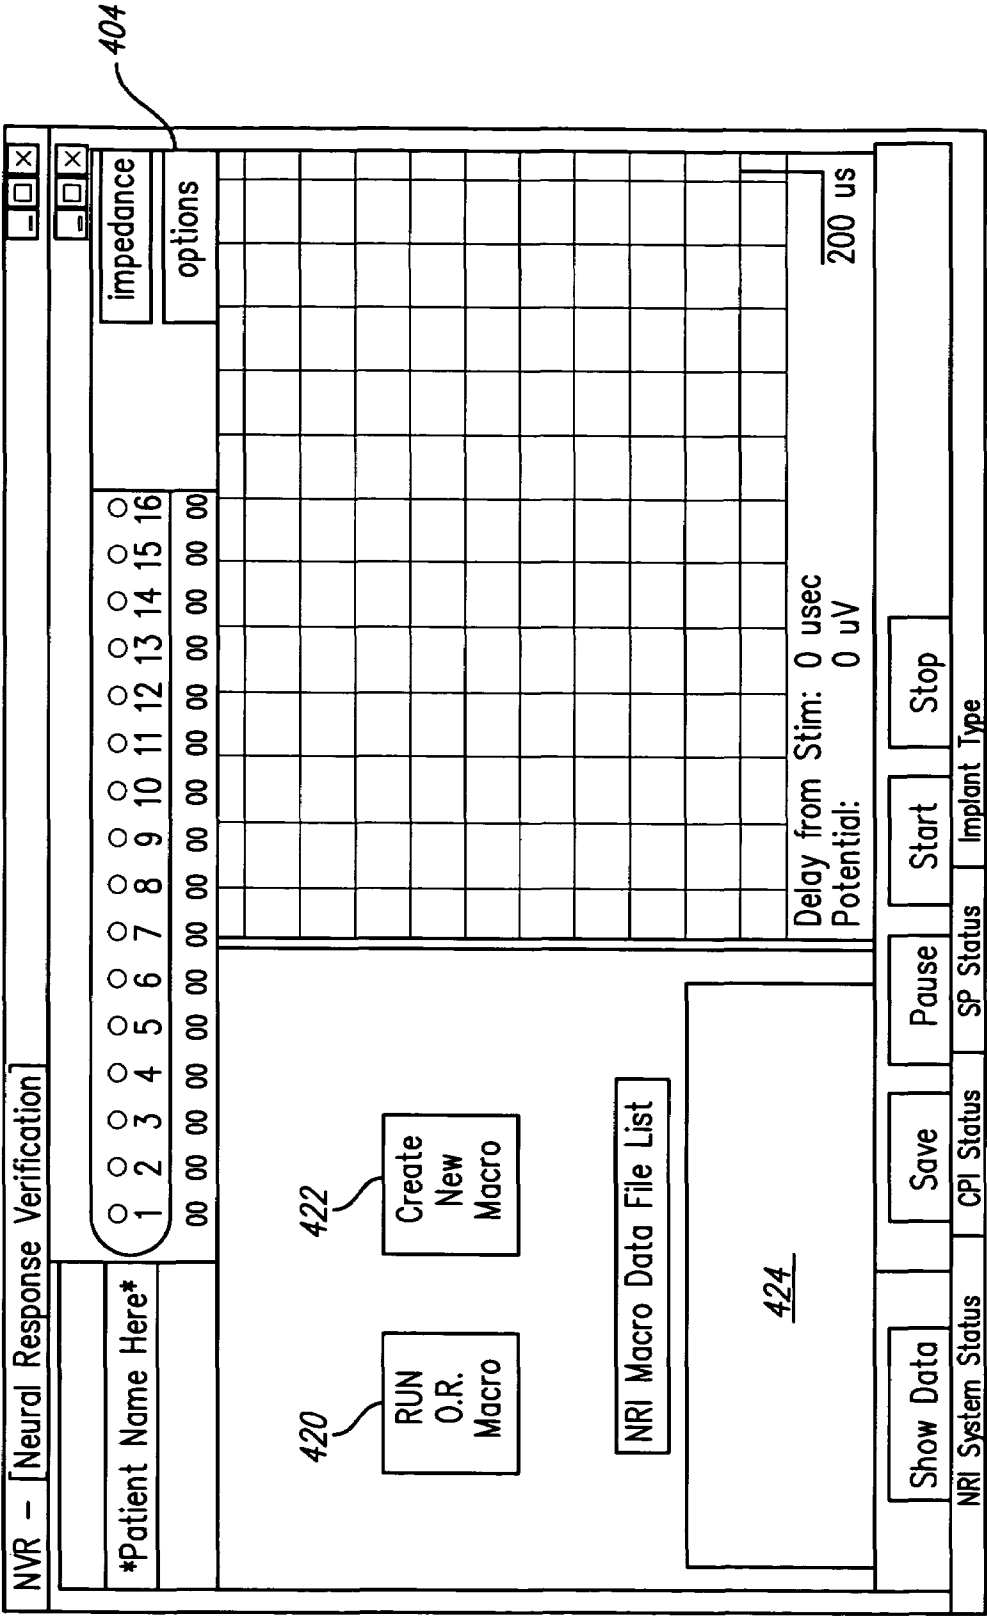 NVR – [Neural Response Verification]
404
*Patient Name Here*
1 2 3 4 5 6 7 8 9 10 11 12 13 14 15 16
00 00 00 00 00 00 00 00 00 00 00 00 00 00 00 00
impedance
options
420
RUN
O.R.
Macro
422
Create
New
Macro
NRI Macro Data File List
424
Delay from Stim: 0 usec
Potential: 0 uV
200 us
Show Data
Save
Pause
Start
Stop
NRI System Status
CPI Status
SP Status
Implant Type